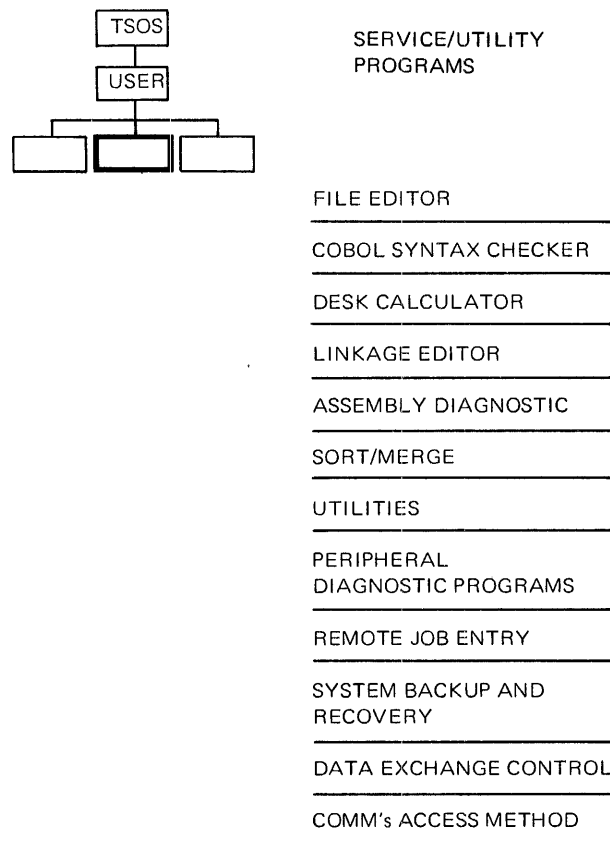 TSOS
USER
SERVICE/UTILITY
PROGRAMS
FILE EDITOR
COBOL SYNTAX CHECKER
DESK CALCULATOR
LINKAGE EDITOR
ASSEMBLY DIAGNOSTIC
SORT/MERGE
UTILITIES
PERIPHERAL
DIAGNOSTIC PROGRAMS
REMOTE JOB ENTRY
SYSTEM BACKUP AND
RECOVERY
DATA EXCHANGE CONTROL
COMM's ACCESS METHOD